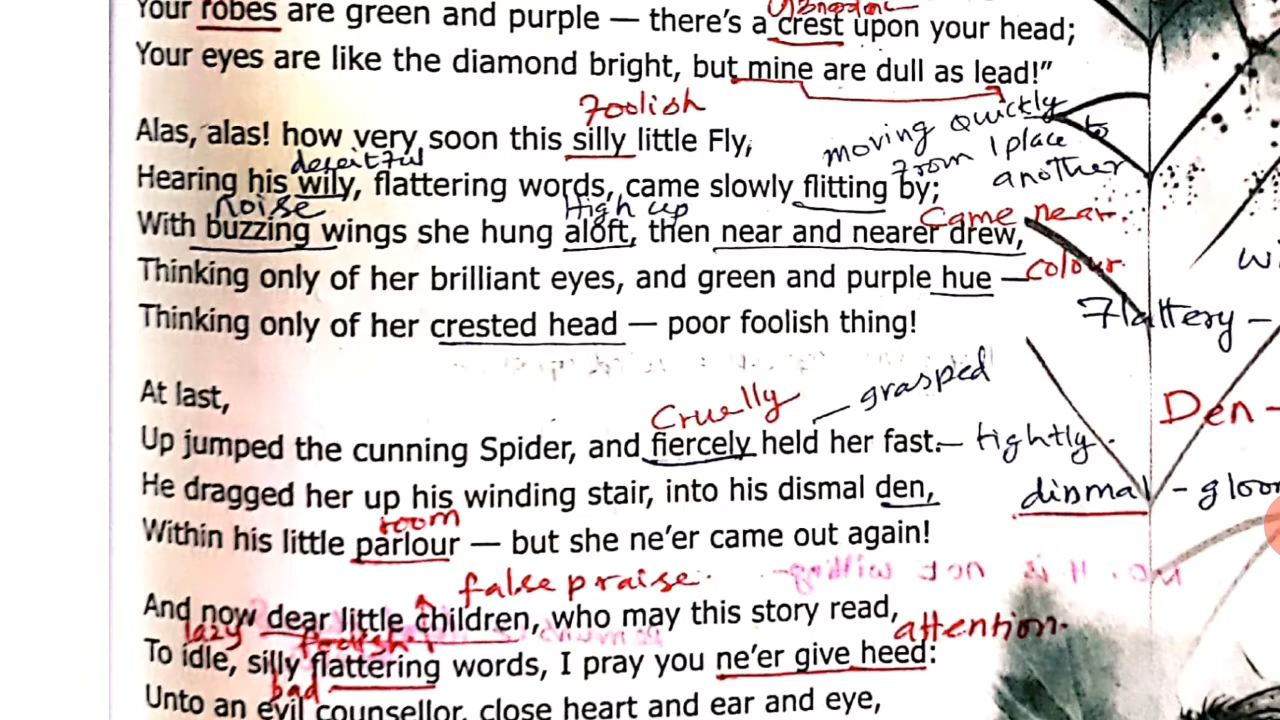 Your robes are green and purple — there's a crest upon your head;
Your eyes are like the diamond bright, but mine are dull as lead!"
Foolish
Alas, alas! how very soon this silly little Fly,
moving quickly
from 1 place to
another
deceitful
Hearing his wily, flattering words, came slowly flitting by;
noise
High up
Came near.
With buzzing wings she hung aloft, then near and nearer drew,
Thinking only of her brilliant eyes, and green and purple hue —
colour.
Flattery -
Thinking only of her crested head — poor foolish thing!
At last,
Cruelly
grasped
Den -
Up jumped the cunning Spider, and fiercely held her fast.
— tightly.
He dragged her up his winding stair, into his dismal den,
dismal - gloo
room
Within his little parlour — but she ne'er came out again!
false praise.
And now dear little children, who may this story read,
lazy
foolish
attention.
To idle, silly flattering words, I pray you ne'er give heed:
bad
Unto an evil counsellor, close heart and ear and eye,